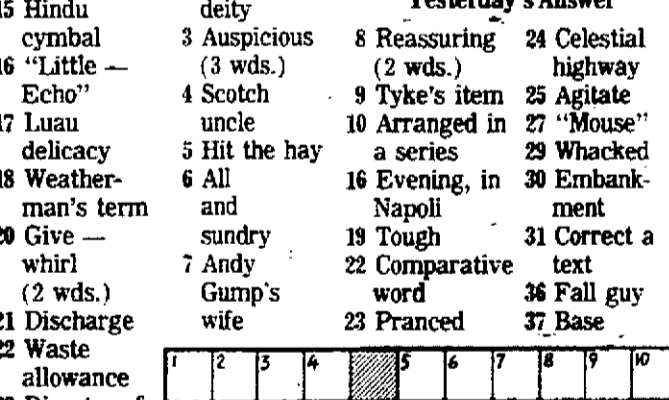 15 Hindu
cymbal
16 "Little —
Echo"
17 Luau
delicacy
18 Weather-
man's term
20 Give —
whirl
(2 wds.)
21 Discharge
22 Waste
allowance
deity
3 Auspicious
(3 wds.)
4 Scotch
uncle
5 Hit the hay
6 All
and
sundry
7 Andy
Gump's
wife
Yesterday's Answer
8 Reassuring
(2 wds.)
9 Tyke's item
10 Arranged in
a series
16 Evening, in
Napoli
19 Tough
22 Comparative
word
23 Pranced
24 Celestial
highway
25 Agitate
27 "Mouse"
29 Whacked
30 Embank-
ment
31 Correct a
text
36 Fall guy
37 Base
1 2 3 4 5 6 7 8 9 10